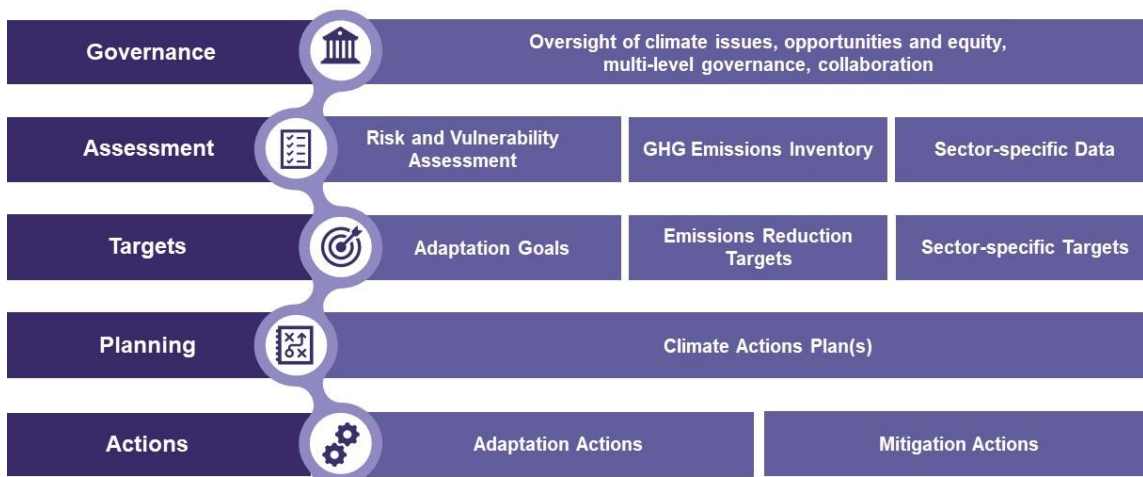 Governance
Oversight of climate issues, opportunities and equity,
multi-level governance, collaboration
Assessment
Risk and Vulnerability
Assessment
GHG Emissions Inventory
Sector-specific Data
Targets
Adaptation Goals
Emissions Reduction
Targets
Sector-specific Targets
Planning
Climate Actions Plan(s)
Actions
Adaptation Actions
Mitigation Actions